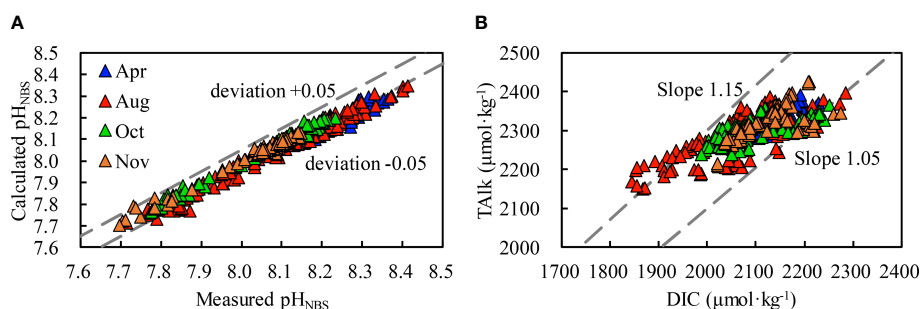 A
8.5
8.4
8.3
8.2
8.1
8.0
7.9
7.8
7.7
7.6
Calculated pHNBS
Apr
Aug
Oct
Nov
deviation +0.05
deviation -0.05
7.6 7.7 7.8 7.9 8.0 8.1 8.2 8.3 8.4 8.5
Measured pHNBS
B
2500
2400
2300
2200
2100
2000
TAlk (μmol·kg-1)
Slope 1.15
Slope 1.05
1700 1800 1900 2000 2100 2200 2300 2400
DIC (μmol·kg-1)